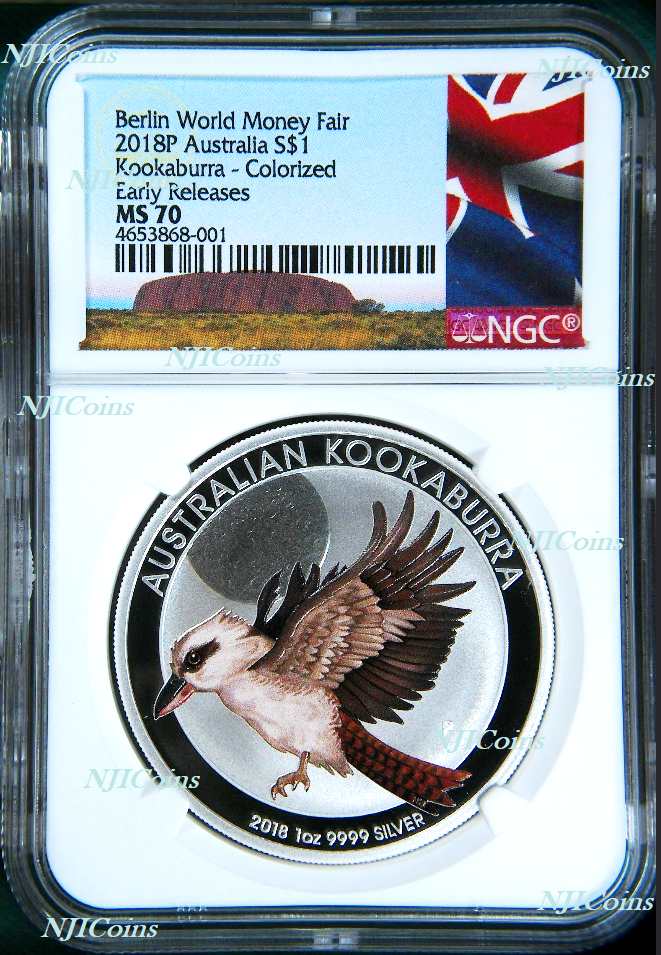 NJICoins
NJICoins
Berlin World Money Fair
2018P Australia S$1
NJICoins
Kookaburra - Colorized
Early Releases
MS 70
4653868-001
NGC®
NJICoins
NJICoins
NJICoins
AUSTRALIAN KOOKABURRA
NJICoins
NJICoins
NJICoins
2018 1oz 9999 SILVER
NJICoins
NJICoins